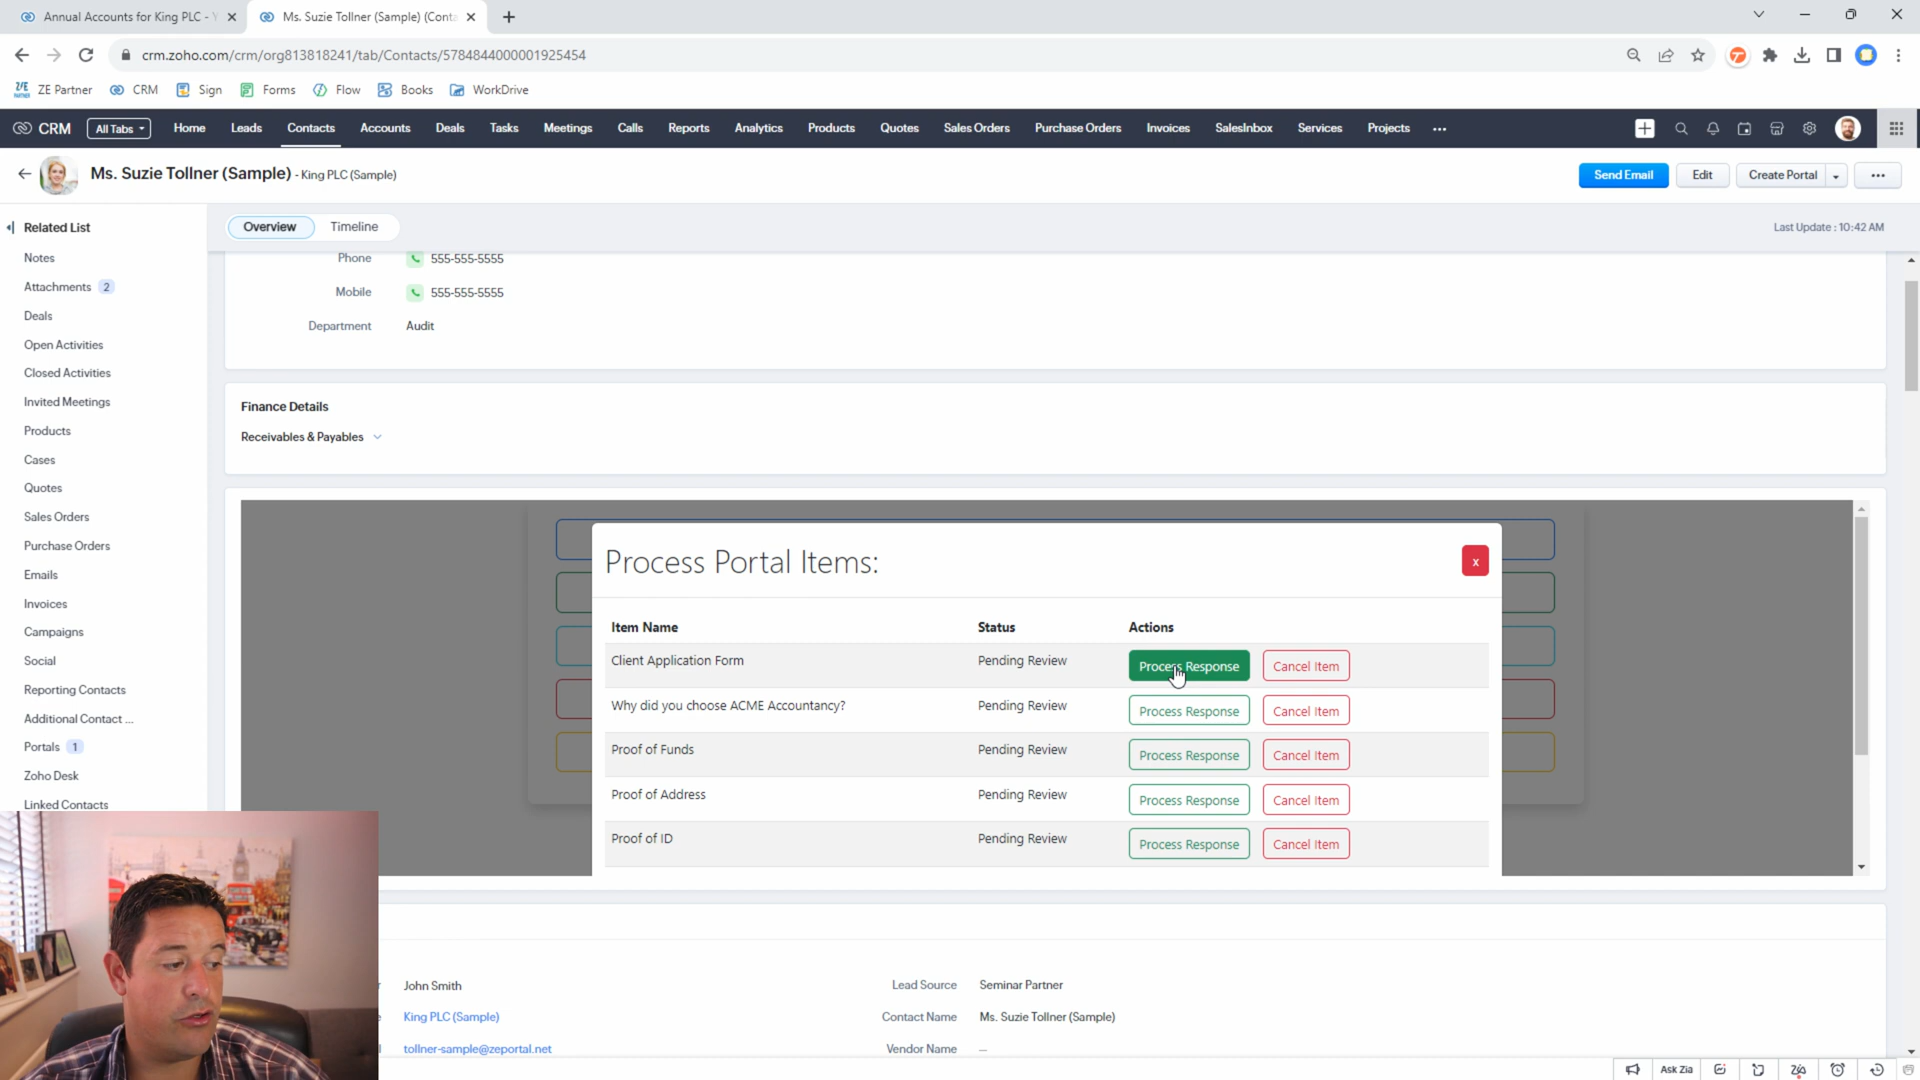 Annual Accounts for King PLC - Y
Ms. Suzie Tollner (Sample) (Conta
crm.zoho.com/crm/org813818241/tab/Contacts/5784844000001925454
ZE Partner CRM Sign Forms Flow Books WorkDrive
CRM All Tabs Home Leads Contacts Accounts Deals Tasks Meetings Calls Reports Analytics Products Quotes Sales Orders Purchase Orders Invoices SalesInbox Services Projects
Ms. Suzie Tollner (Sample) - King PLC (Sample)
Send Email Edit Create Portal
Related List
Overview Timeline
Last Update : 10:42 AM
Notes
Attachments 2
Deals
Open Activities
Closed Activities
Invited Meetings
Products
Cases
Quotes
Sales Orders
Purchase Orders
Emails
Invoices
Campaigns
Social
Reporting Contacts
Additional Contact ...
Portals 1
Zoho Desk
Linked Contacts
Phone 555-555-5555
Mobile 555-555-5555
Department Audit
Finance Details
Receivables & Payables
Process Portal Items:
x
Item Name Status Actions
Client Application Form Pending Review Process Response Cancel Item
Why did you choose ACME Accountancy? Pending Review Process Response Cancel Item
Proof of Funds Pending Review Process Response Cancel Item
Proof of Address Pending Review Process Response Cancel Item
Proof of ID Pending Review Process Response Cancel Item
John Smith Lead Source Seminar Partner
King PLC (Sample) Contact Name Ms. Suzie Tollner (Sample)
tollner-sample@zeportal.net Vendor Name —
Ask Zia